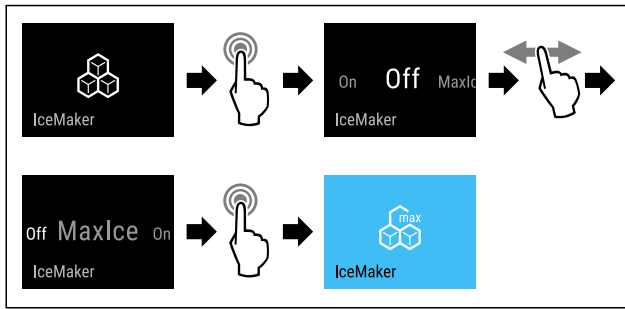 IceMaker
On Off MaxIc
IceMaker
Off MaxIce On
IceMaker
max
IceMaker